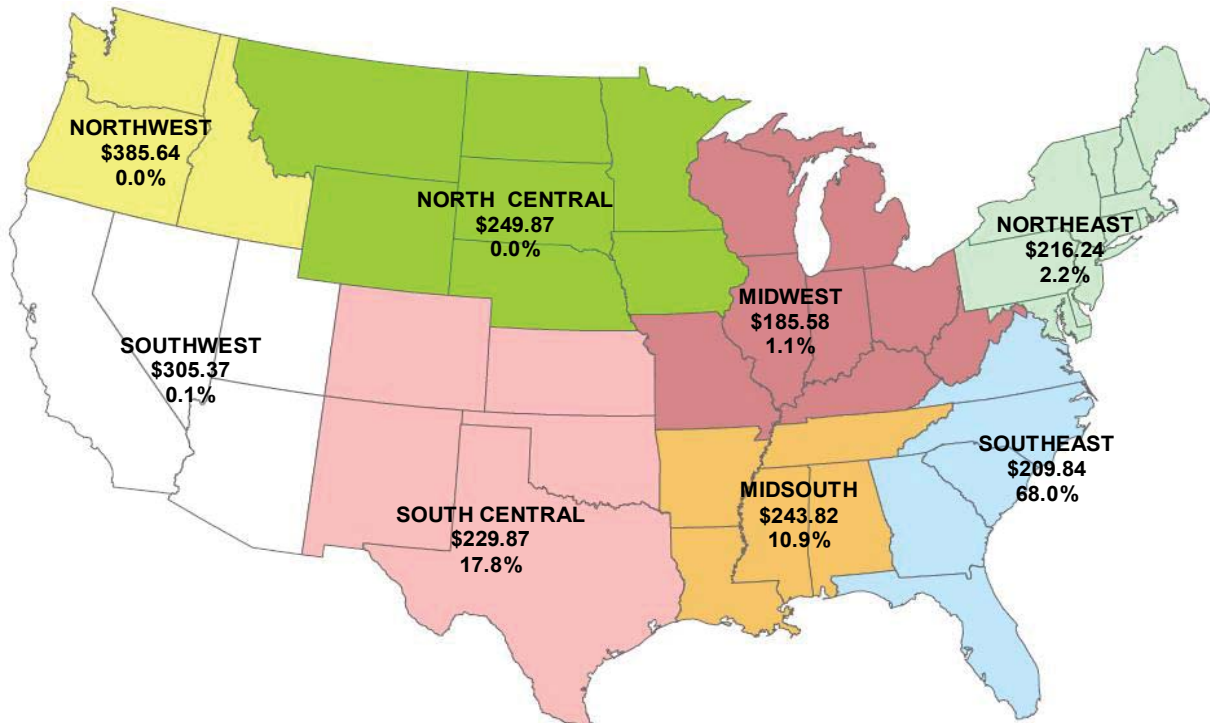 NORTHWEST
$385.64
0.0%
NORTH CENTRAL
$249.87
0.0%
NORTHEAST
$216.24
2.2%
MIDWEST
$185.58
1.1%
SOUTHWEST
$305.37
0.1%
SOUTHEAST
$209.84
68.0%
MIDSOUTH
$243.82
10.9%
SOUTH CENTRAL
$229.87
17.8%